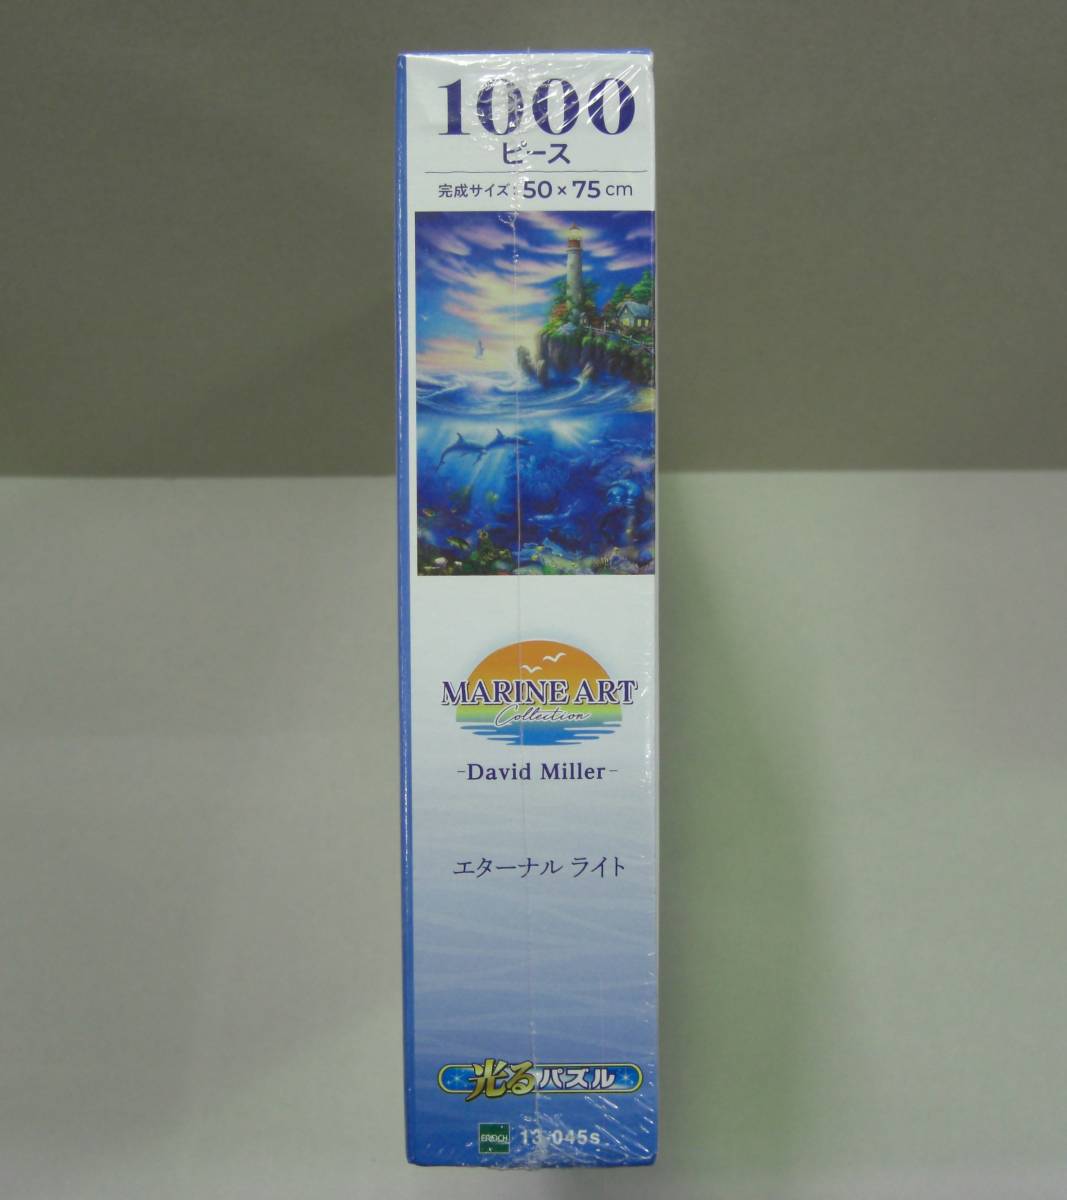 1000
ピース
完成サイズ：50×75cm
MARINE ART
Collection
-David Miller-
エターナル ライト
光るパズル
EPOCH 13-045s